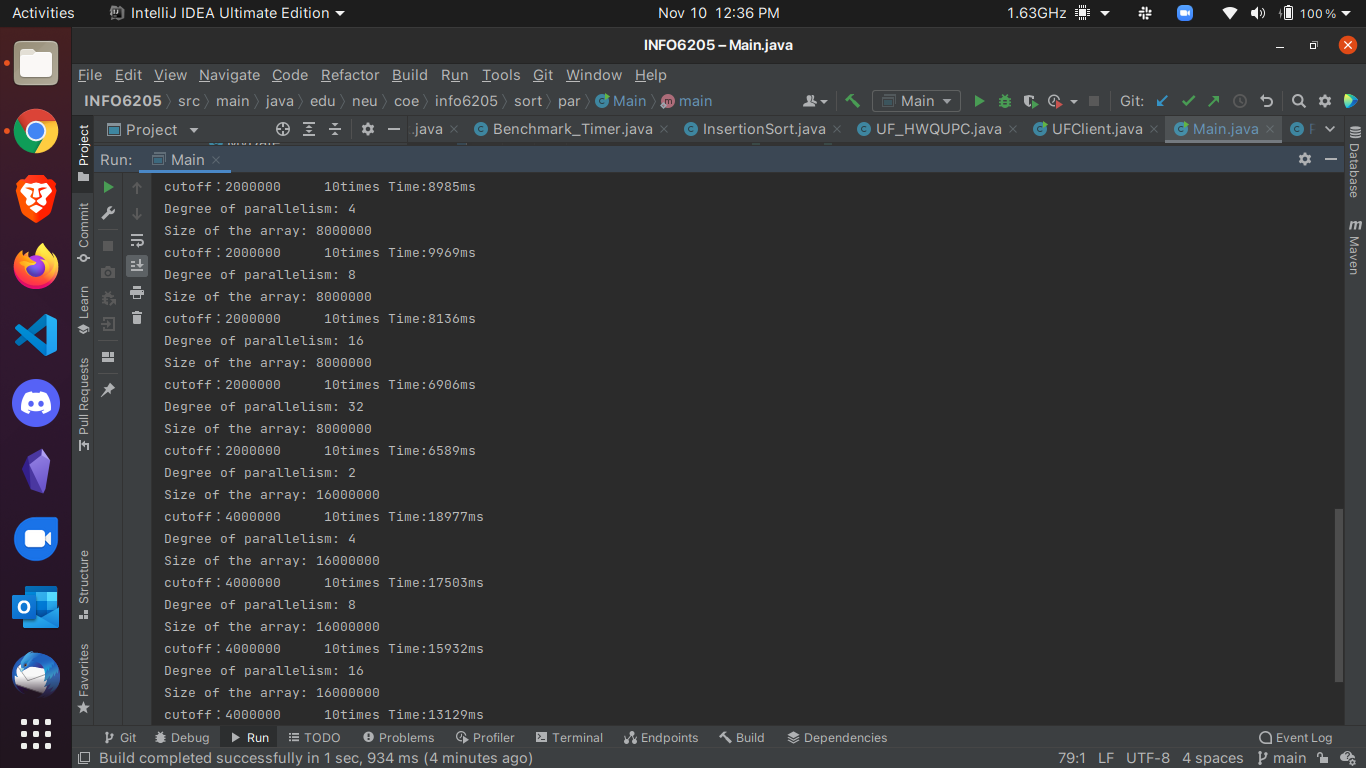 Activities IntelliJ IDEA Ultimate Edition Nov 10 12:36 PM 1.63GHz 100 %
INFO6205 – Main.java
File Edit View Navigate Code Refactor Build Run Tools Git Window Help
INFO6205 src main java edu neu coe info6205 sort par Main main Main Git:
Project .java Benchmark_Timer.java InsertionSort.java UF_HWQUPC.java UFClient.java Main.java
Run: Main
cutoff：2000000 10times Time:8985ms
Degree of parallelism: 4
Size of the array: 8000000
cutoff：2000000 10times Time:9969ms
Degree of parallelism: 8
Size of the array: 8000000
cutoff：2000000 10times Time:8136ms
Degree of parallelism: 16
Size of the array: 8000000
cutoff：2000000 10times Time:6906ms
Degree of parallelism: 32
Size of the array: 8000000
cutoff：2000000 10times Time:6589ms
Degree of parallelism: 2
Size of the array: 16000000
cutoff：4000000 10times Time:18977ms
Degree of parallelism: 4
Size of the array: 16000000
cutoff：4000000 10times Time:17503ms
Degree of parallelism: 8
Size of the array: 16000000
cutoff：4000000 10times Time:15932ms
Degree of parallelism: 16
Size of the array: 16000000
cutoff：4000000 10times Time:13129ms
Project
Commit
Learn
Pull Requests
Structure
Favorites
Database
m
Maven
Git Debug Run TODO Problems Profiler Terminal Endpoints Build Dependencies Event Log
Build completed successfully in 1 sec, 934 ms (4 minutes ago) 79:1 LF UTF-8 4 spaces main